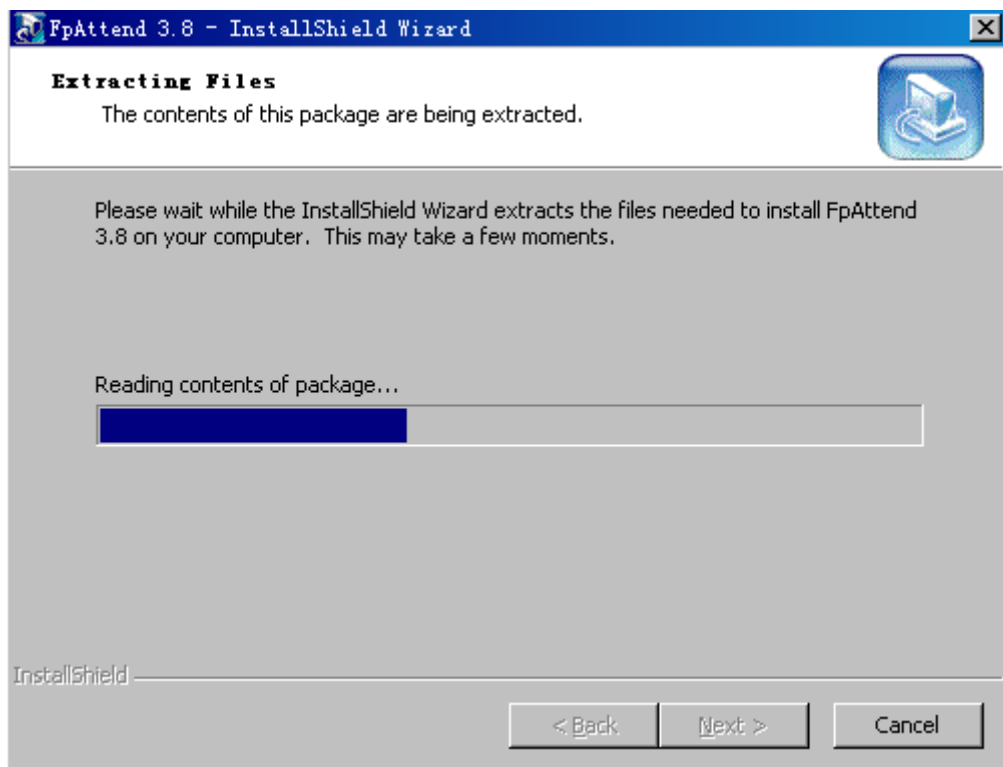 FpAttend 3.8 - InstallShield Wizard
Extracting Files
The contents of this package are being extracted.
Please wait while the InstallShield Wizard extracts the files needed to install FpAttend
3.8 on your computer. This may take a few moments.
Reading contents of package...
InstallShield
< Back
Next >
Cancel